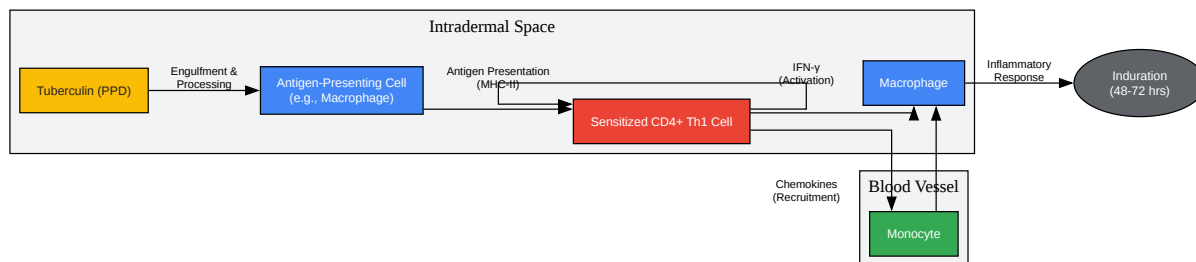 Intradermal Space
Tuberculin (PPD)
Engulfment &
Processing
Antigen-Presenting Cell
(e.g., Macrophage)
Antigen Presentation
(MHC-II)
Sensitized CD4+ Th1 Cell
IFN-γ
(Activation)
Macrophage
Inflammatory
Response
Induration
(48-72 hrs)
Chemokines
(Recruitment)
Blood Vessel
Monocyte